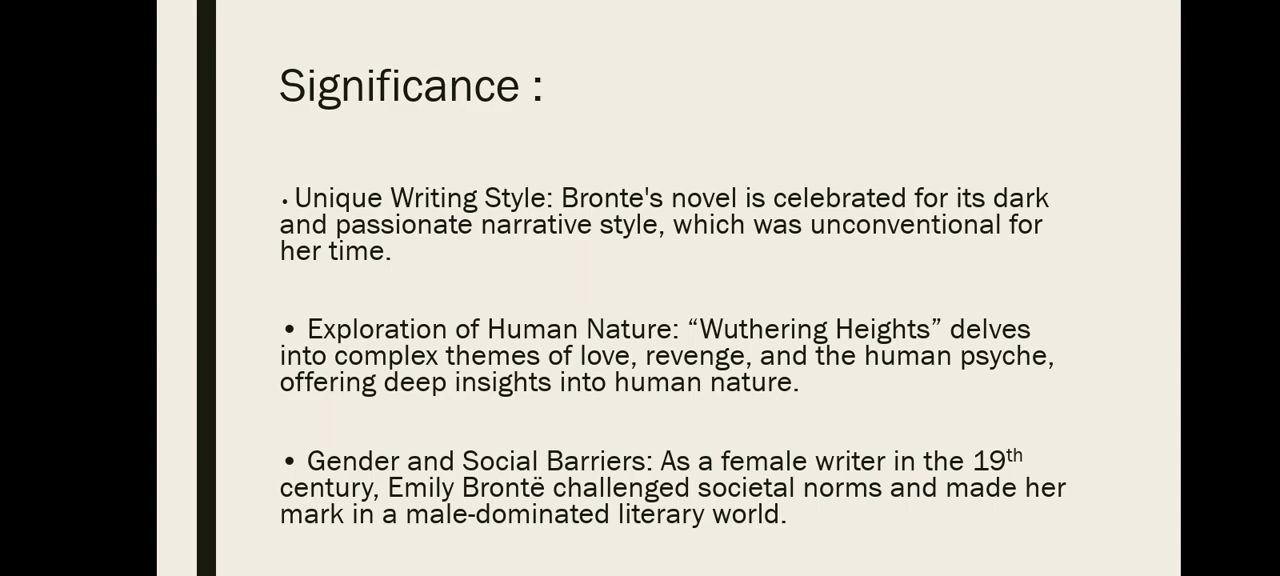 Significance :
• Unique Writing Style: Bronte's novel is celebrated for its dark
and passionate narrative style, which was unconventional for
her time.
• Exploration of Human Nature: “Wuthering Heights” delves
into complex themes of love, revenge, and the human psyche,
offering deep insights into human nature.
• Gender and Social Barriers: As a female writer in the 19th
century, Emily Brontë challenged societal norms and made her
mark in a male-dominated literary world.